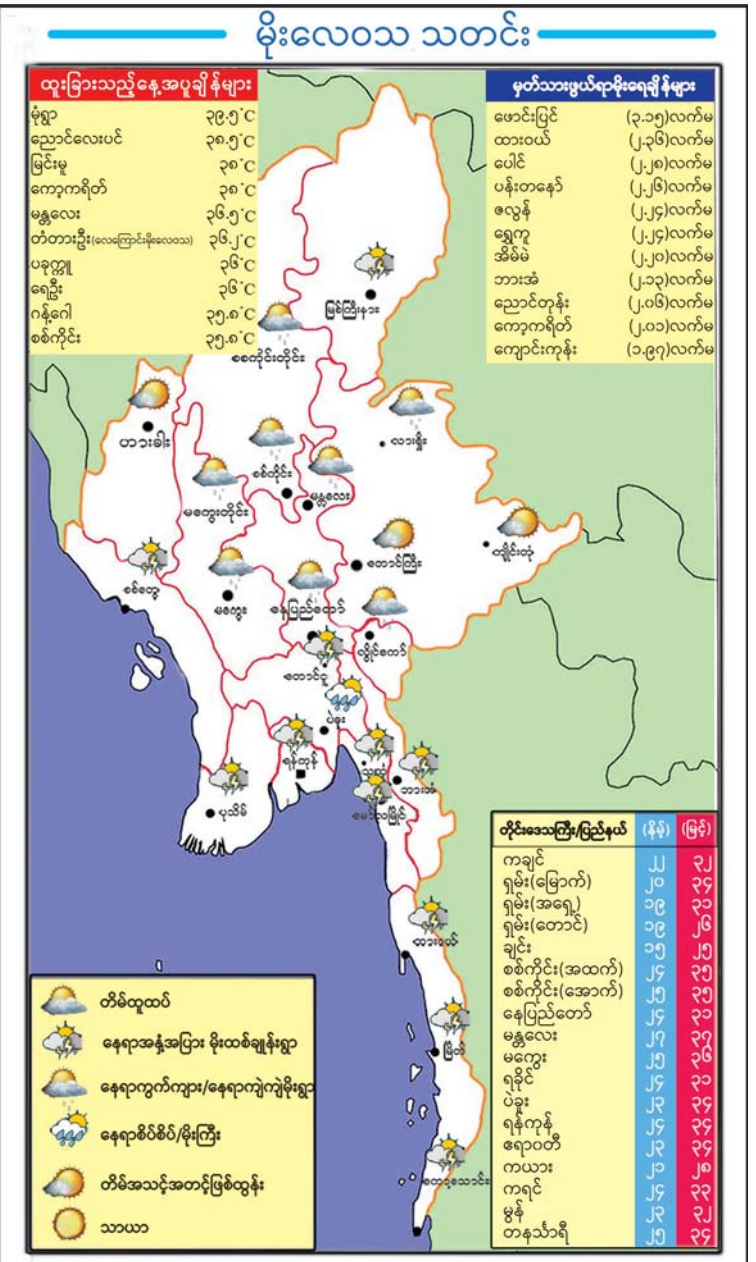 မိုးလေဝသ သတင်း
ထူးခြားသည့်နေ့အပူချိန်များ
မုံရွာ ၃၉.၅°C
ညောင်လေးပင် ၃၈.၅°C
မြင်းမူ ၃၈°C
ကော့ကရိတ် ၃၈°C
မန္တလေး ၃၆.၅°C
တံတားဦး(လေကြောင်းမိုးလေဝသ) ၃၆.၂°C
ပခုက္ကူ ၃၆°C
ရေဦး ၃၆°C
ဂန့်ဂေါ ၃၅.၈°C
စစ်ကိုင်း ၃၅.၈°C
မှတ်သားဖွယ်ရာမိုးရေချိန်များ
ဖောင်းပြင် (၃.၁၅)လက်မ
ထားဝယ် (၂.၃၆)လက်မ
ပေါင် (၂.၂၈)လက်မ
ပန်းတနော် (၂.၂၆)လက်မ
ဇလွန် (၂.၂၄)လက်မ
ရွှေကူ (၂.၂၄)လက်မ
အိမ်မဲ (၂.၂၀)လက်မ
ဘားအံ (၂.၁၃)လက်မ
ညောင်တုန်း (၂.၀၆)လက်မ
ကော့ကရိတ် (၂.၀၁)လက်မ
ကျောင်းကုန်း (၁.၉၇)လက်မ
မြစ်ကြီးနား
စစ်ကိုင်းတိုင်း
ဟားခါး
လားရှိုး
စစ်ကိုင်း
မန္တလေး
မကွေးတိုင်း
ကျိုင်းတုံ
တောင်ကြီး
စစ်တွေ
မကွေး
နေပြည်တော်
လွိုင်ကော်
တောင်ငူ
ပဲခူး
ရန်ကုန်
သထုံ
ဘားအံ
ပုသိမ်
မော်လမြိုင်
ထားဝယ်
မြိတ်
ကော့သောင်း
တိမ်ထူထပ်
နေရာအနှံ့အပြား မိုးထစ်ချုန်းရွာ
နေရာကွက်ကျား/နေရာကျဲကျဲမိုးရွာ
နေရာစိပ်စိပ်/မိုးကြီး
တိမ်အသင့်အတင့်ဖြစ်ထွန်း
သာယာ
တိုင်းဒေသကြီး/ပြည်နယ် (နိမ့်) (မြင့်)
ကချင် ၂၂ ၃၂
ရှမ်း(မြောက်) ၂၀ ၃၄
ရှမ်း(အရှေ့) ၁၉ ၃၁
ရှမ်း(တောင်) ၁၉ ၂၆
ချင်း ၁၅ ၂၅
စစ်ကိုင်း(အထက်) ၂၄ ၃၅
စစ်ကိုင်း(အောက်) ၂၅ ၃၅
နေပြည်တော် ၂၄ ၃၁
မန္တလေး ၂၇ ၃၇
မကွေး ၂၅ ၃၆
ရခိုင် ၂၄ ၃၁
ပဲခူး ၂၃ ၃၄
ရန်ကုန် ၂၄ ၃၄
ဧရာဝတီ ၂၃ ၃၄
ကယား ၂၁ ၂၈
ကရင် ၂၄ ၃၃
မွန် ၂၃ ၃၂
တနင်္သာရီ ၂၅ ၃၄